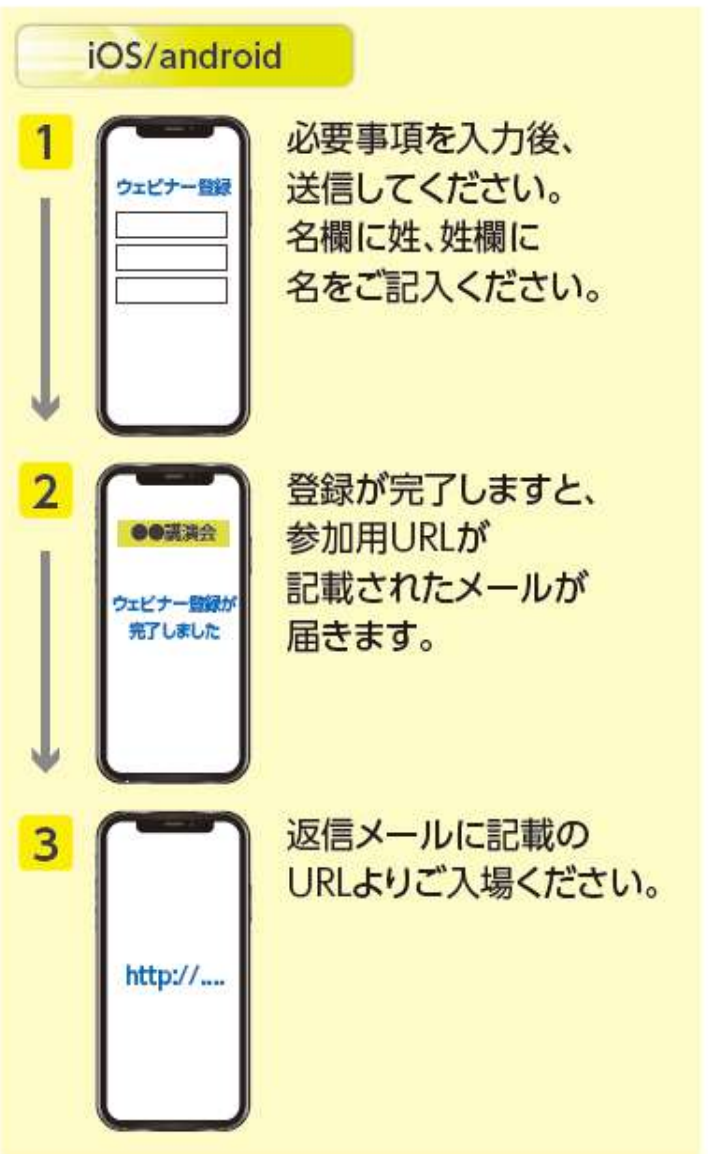 iOS/android
1
ウェビナー登録
必要事項を入力後、
送信してください。
名欄に姓、姓欄に
名をご記入ください。
2
●●講演会
ウェビナー登録が
完了しました
登録が完了しますと、
参加用URLが
記載されたメールが
届きます。
3
http://....
返信メールに記載の
URLよりご入場ください。